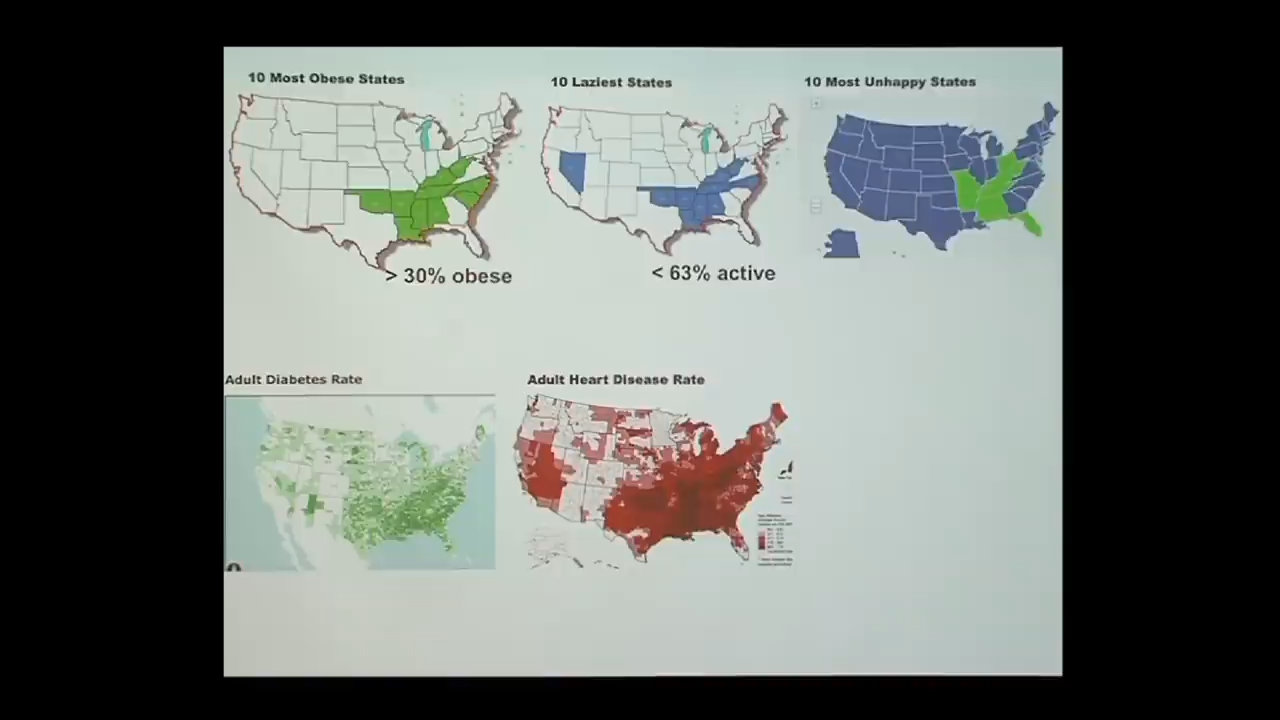 10 Most Obese States
10 Laziest States
10 Most Unhappy States
> 30% obese
< 63% active
Adult Diabetes Rate
Adult Heart Disease Rate